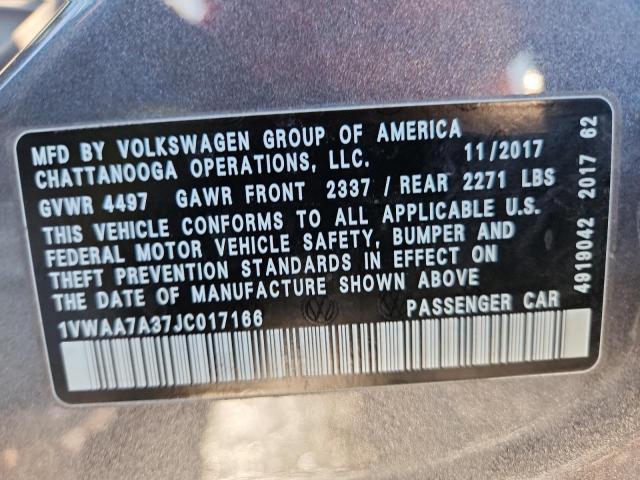 MFD BY VOLKSWAGEN GROUP OF AMERICA
CHATTANOOGA OPERATIONS, LLC. 11/2017
GVWR 4497 GAWR FRONT 2337 / REAR 2271 LBS
THIS VEHICLE CONFORMS TO ALL APPLICABLE U.S.
FEDERAL MOTOR VEHICLE SAFETY, BUMPER AND
THEFT PREVENTION STANDARDS IN EFFECT ON
THE DATE OF MANUFACTURE SHOWN ABOVE
1VWAA7A37JC017166 PASSENGER CAR
4919042 2017 62